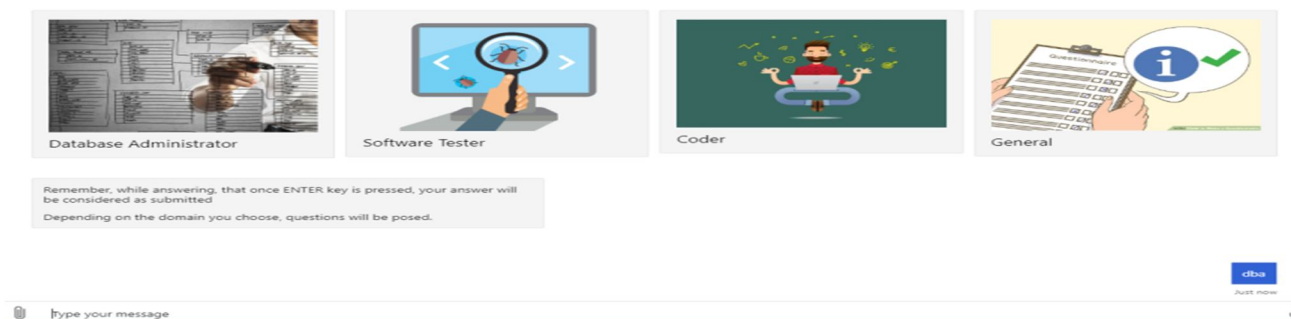 Questionnaire
Database Administrator
Software Tester
Coder
General
Remember, while answering, that once ENTER key is pressed, your answer will
be considered as submitted
Depending on the domain you choose, questions will be posed.
dba
Just now
Type your message